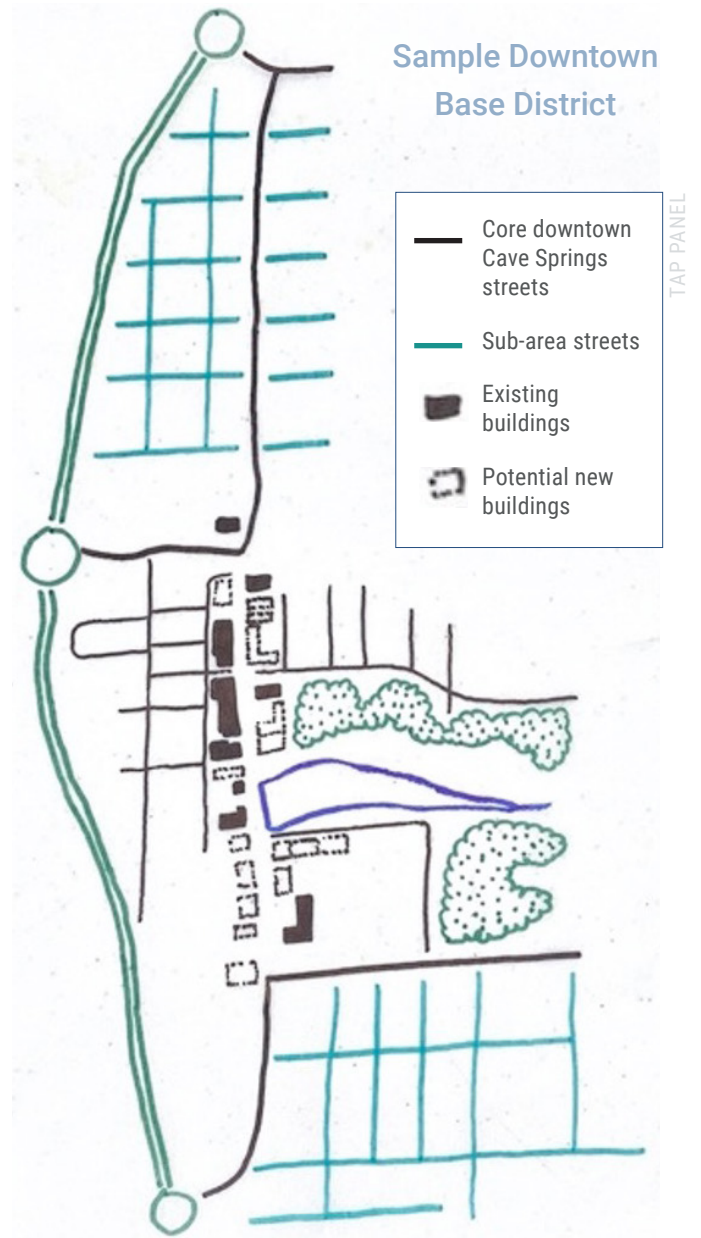 Sample Downtown
Base District
Core downtown
Cave Springs
streets
Sub-area streets
Existing
buildings
Potential new
buildings
TAP PANEL